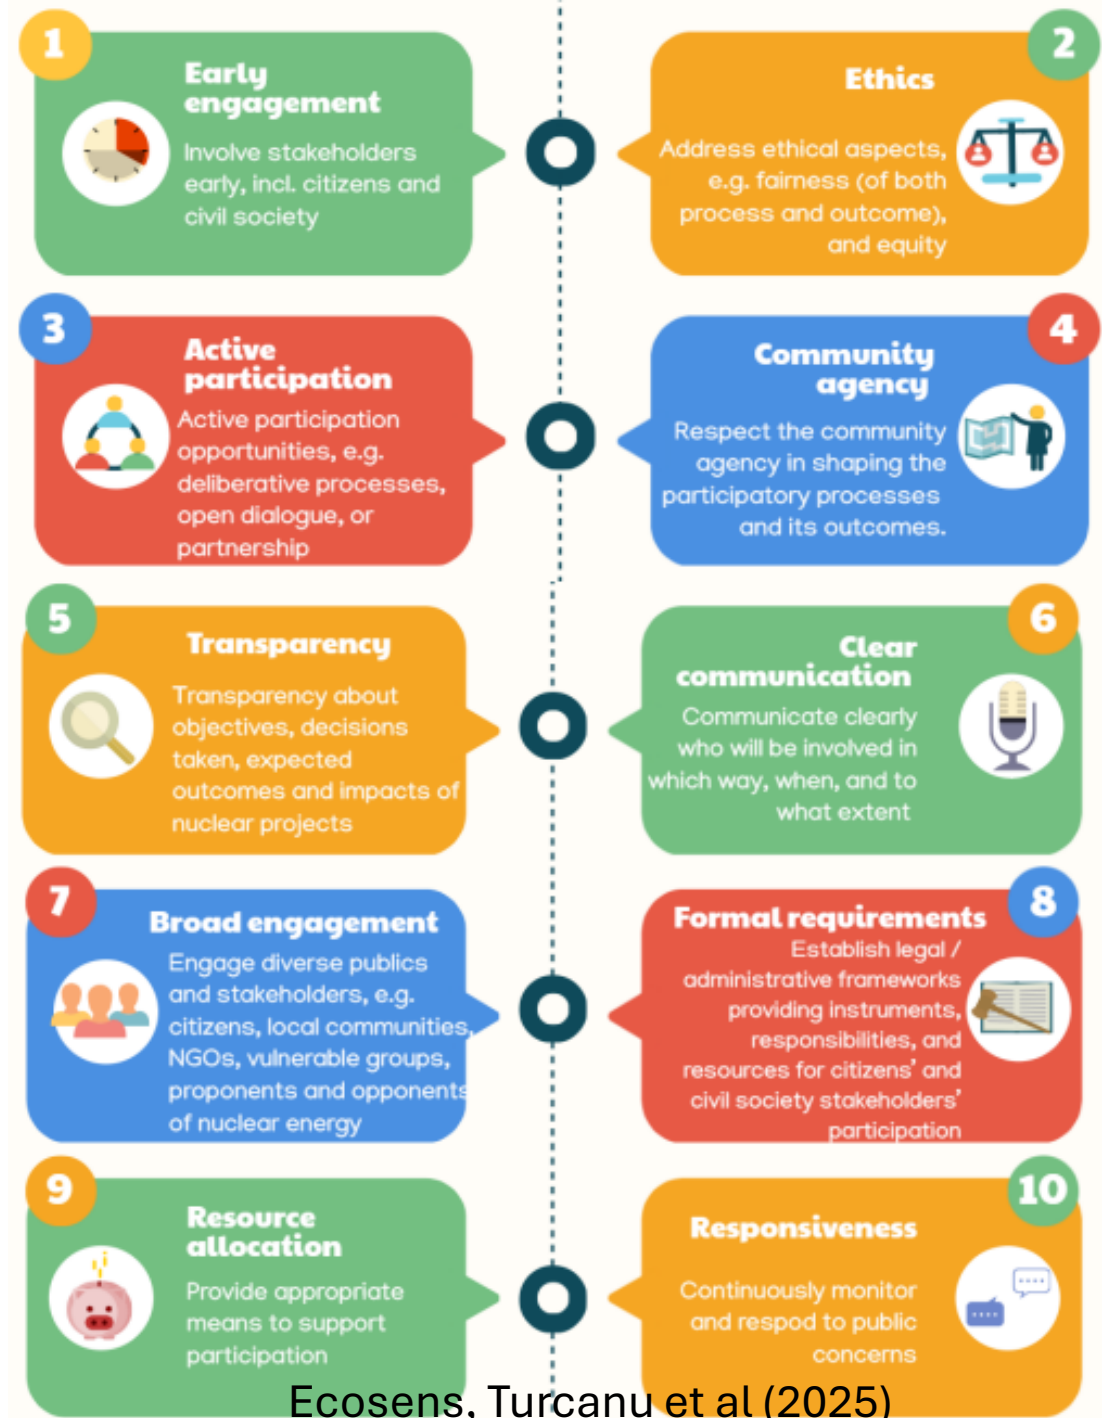 1
Early
engagement
Involve stakeholders
early, incl. citizens and
civil society
2
Ethics
Address ethical aspects,
e.g. fairness (of both
process and outcome),
and equity
3
Active
participation
Active participation
opportunities, e.g.
deliberative processes,
open dialogue, or
partnership
4
Community
agency
Respect the community
agency in shaping the
participatory processes
and its outcomes.
5
Transparency
Transparency about
objectives, decisions
taken, expected
outcomes and impacts of
nuclear projects
6
Clear
communication
Communicate clearly
who will be involved in
which way, when, and to
what extent
7
Broad engagement
Engage diverse publics
and stakeholders, e.g.
citizens, local communities,
NGOs, vulnerable groups,
proponents and opponents
of nuclear energy
8
Formal requirements
Establish legal /
administrative frameworks
providing instruments,
responsibilities, and
resources for citizens' and
civil society stakeholders'
participation
9
Resource
allocation
Provide appropriate
means to support
participation
10
Responsiveness
Continuously monitor
and respod to public
concerns
Ecosens, Turcanu et al (2025)